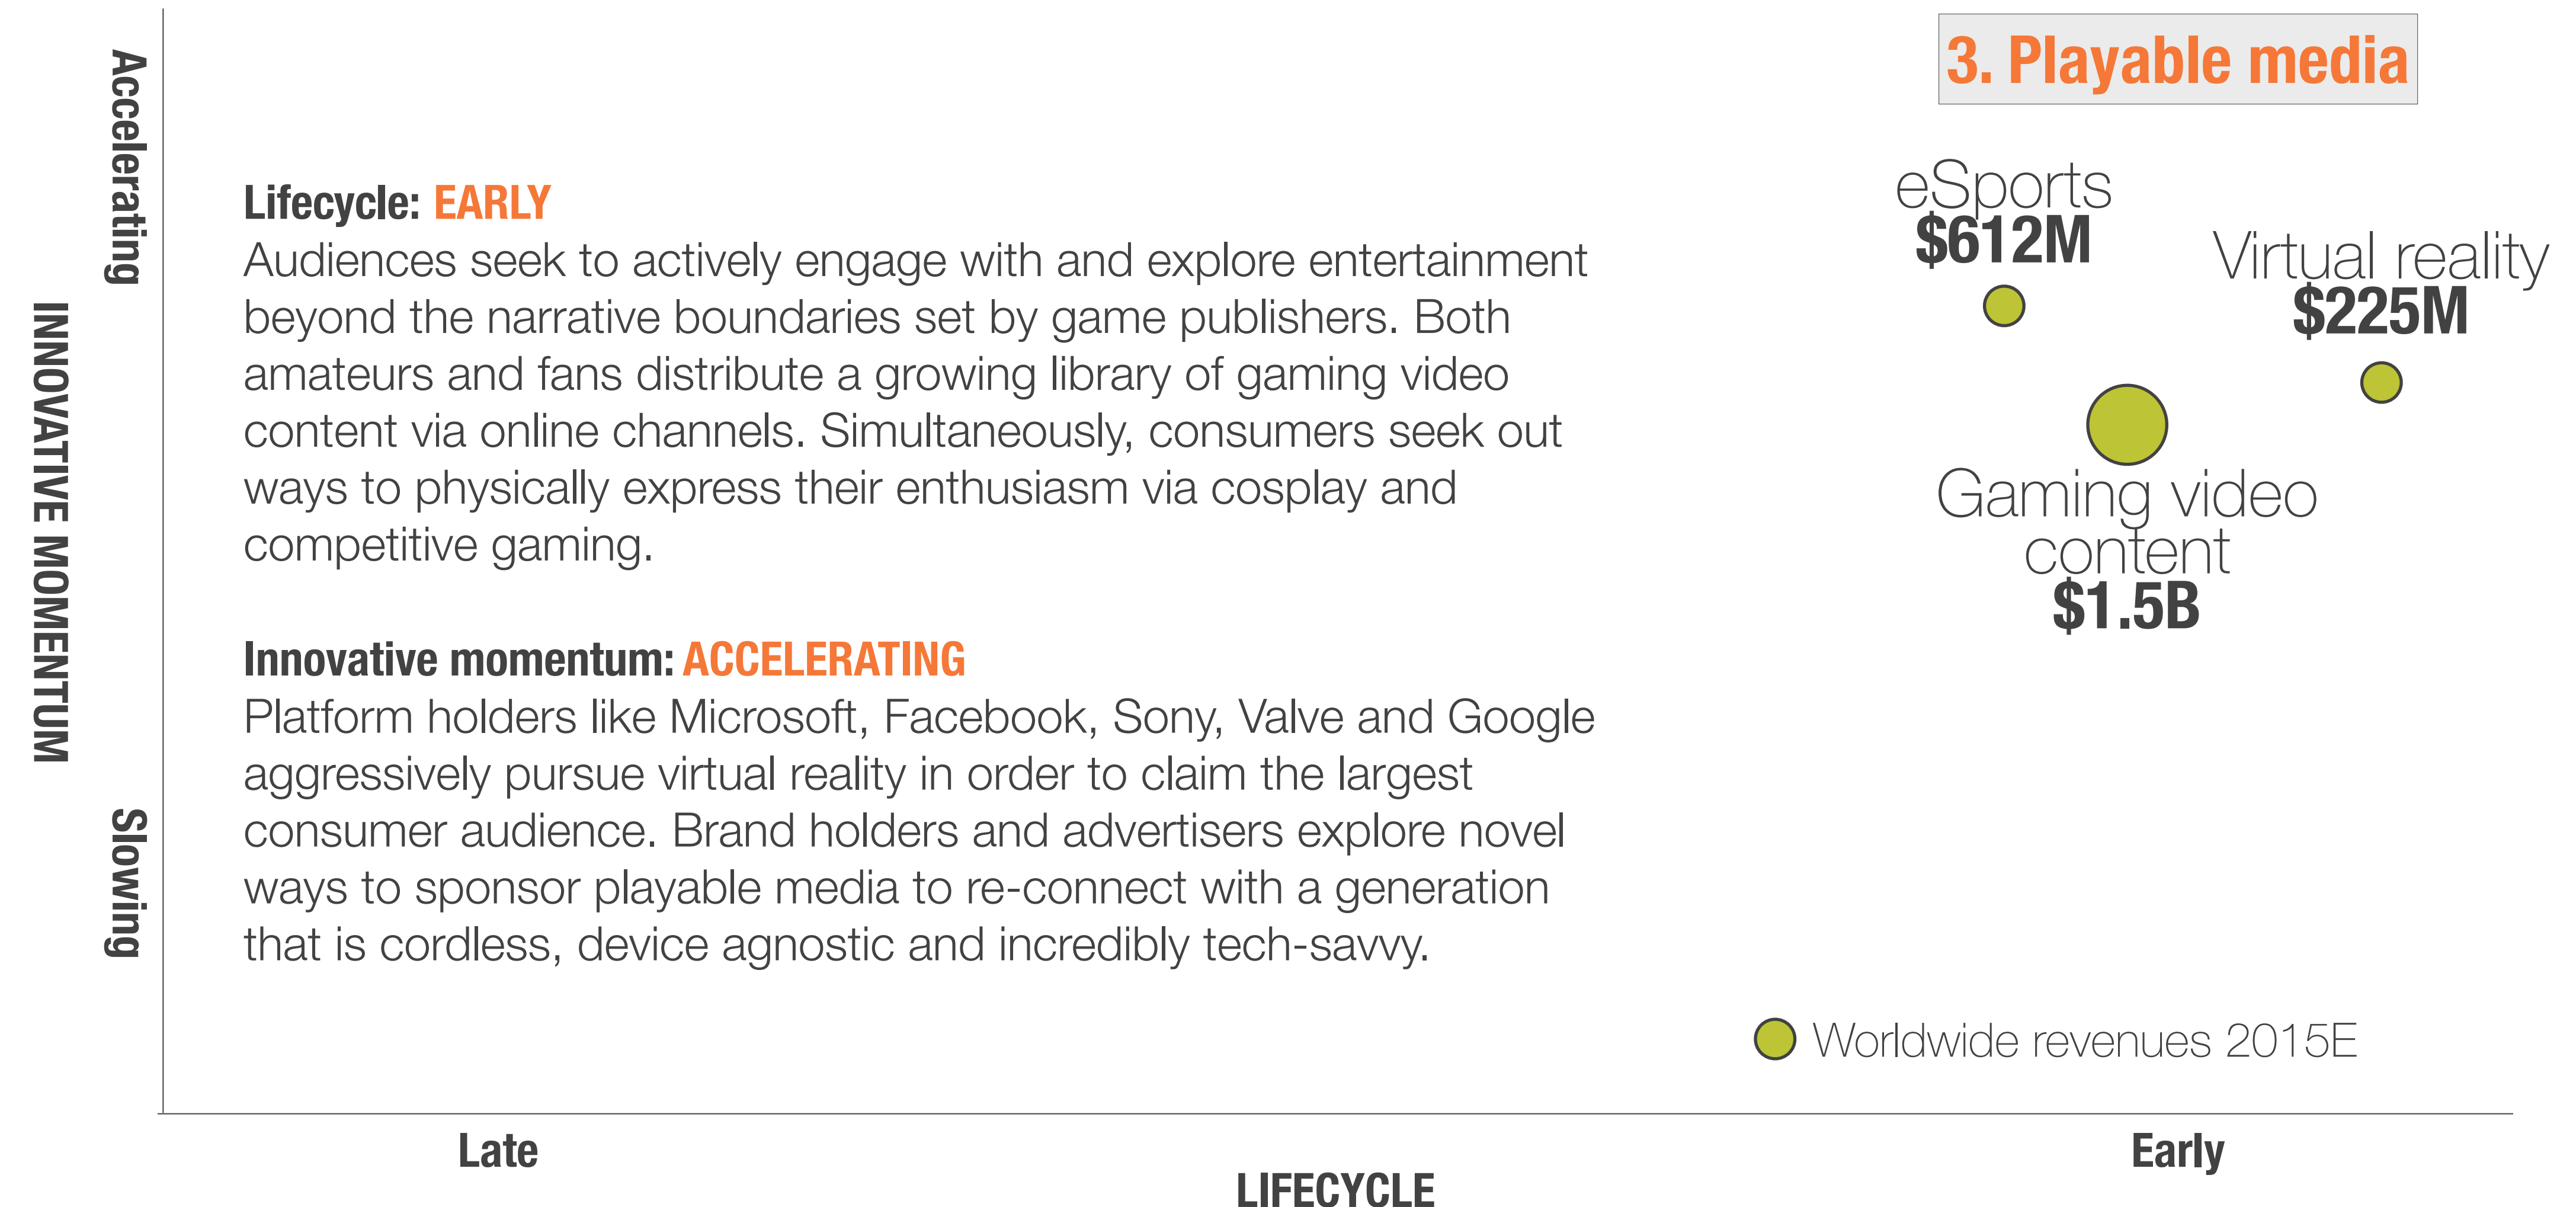 3. Playable media
INNOVATIVE MOMENTUM
Accelerating
Slowing
Lifecycle: EARLY
Audiences seek to actively engage with and explore entertainment
beyond the narrative boundaries set by game publishers. Both
amateurs and fans distribute a growing library of gaming video
content via online channels. Simultaneously, consumers seek out
ways to physically express their enthusiasm via cosplay and
competitive gaming.
Innovative momentum: ACCELERATING
Platform holders like Microsoft, Facebook, Sony, Valve and Google
aggressively pursue virtual reality in order to claim the largest
consumer audience. Brand holders and advertisers explore novel
ways to sponsor playable media to re-connect with a generation
that is cordless, device agnostic and incredibly tech-savvy.
eSports
$612M
Virtual reality
$225M
Gaming video
content
$1.5B
Worldwide revenues 2015E
Late
Early
LIFECYCLE